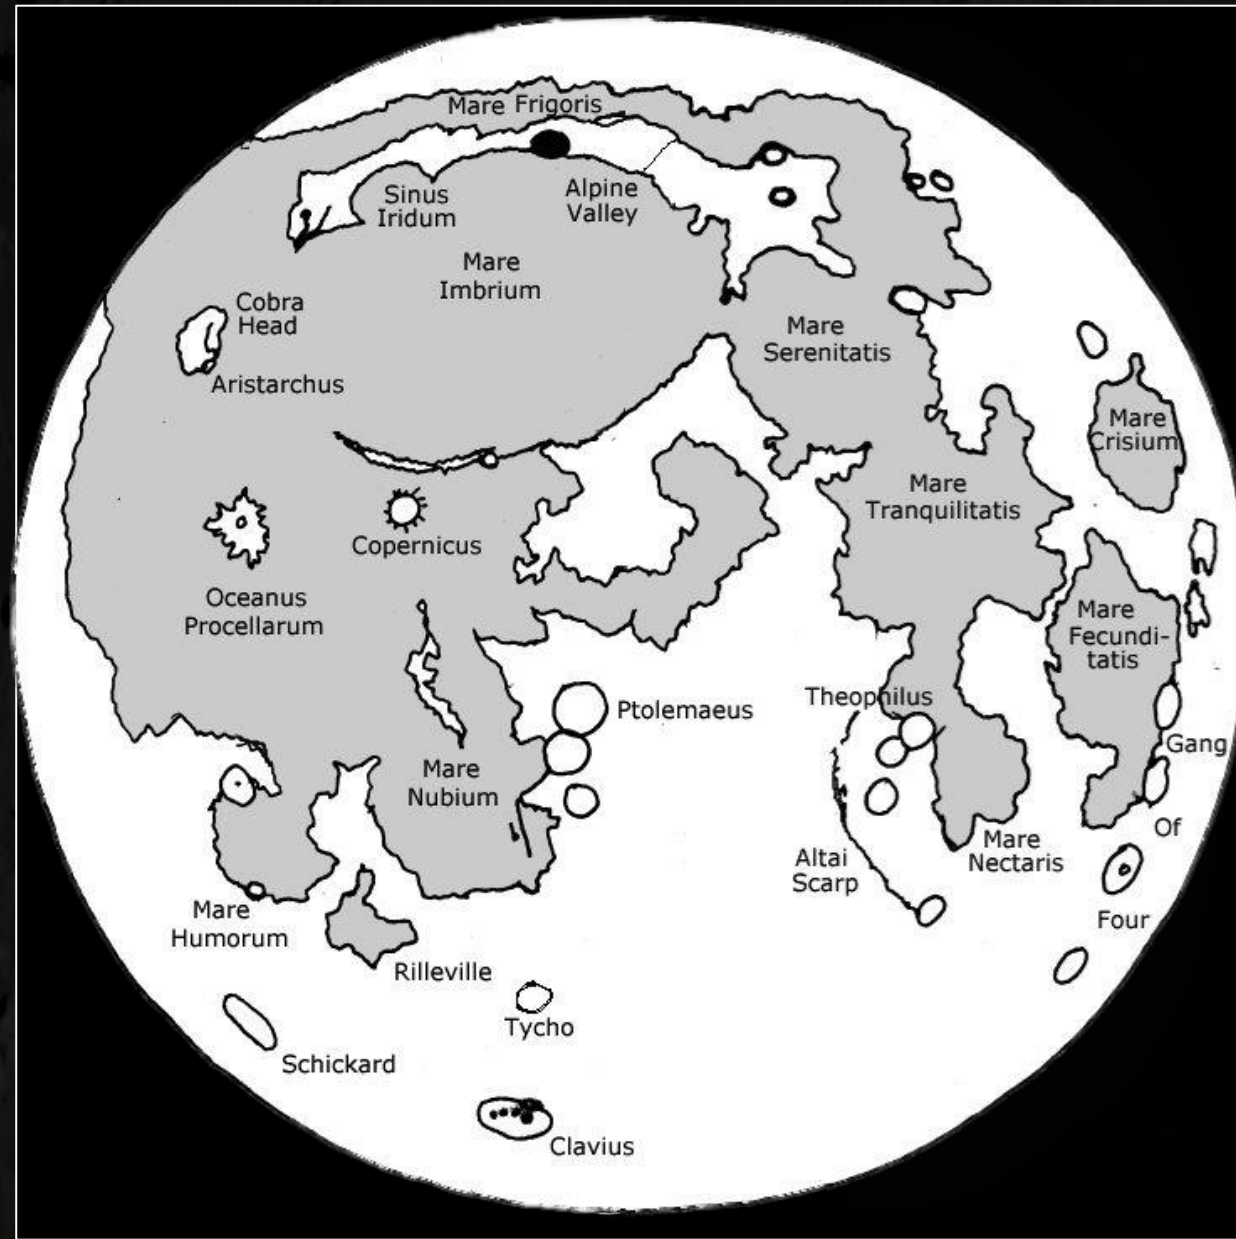 Mare Frigoris
Sinus
Iridum
Alpine
Valley
Mare
Imbrium
Cobra
Head
Aristarchus
Mare
Serenitatis
Mare
Crisium
Mare
Tranquilitatis
Copernicus
Oceanus
Procellarum
Mare
Fecundi-
tatis
Theophilus
Ptolemaeus
Gang
Mare
Nubium
Of
Mare
Nectaris
Altai
Scarp
Four
Mare
Humorum
Rilleville
Tycho
Schickard
Clavius